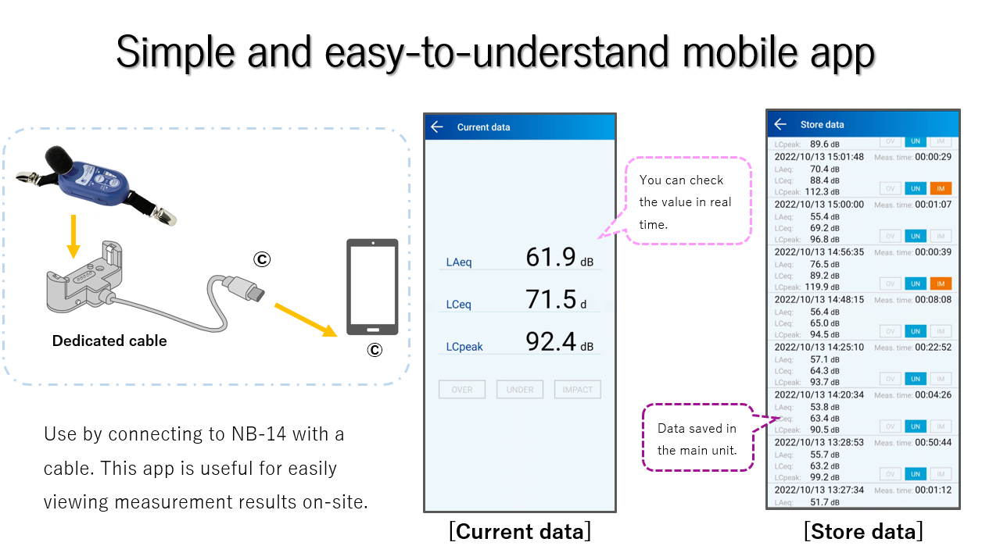 Simple and easy-to-understand mobile app
Ⓒ
Dedicated cable
Ⓒ
Use by connecting to NB-14 with a
cable. This app is useful for easily
viewing measurement results on-site.
Current data
LAeq 61.9 dB
LCeq 71.5 d
LCpeak 92.4 dB
OVER UNDER IMPACT
[Current data]
You can check
the value in real
time.
Data saved in
the main unit.
Store data
LCpeak: 89.6 dB OV UN IM
2022/10/13 15:01:48 Meas. time: 00:00:29
LAeq: 70.4 dB
LCeq: 88.4 dB
LCpeak: 112.3 dB OV UN IM
2022/10/13 15:00:00 Meas. time: 00:01:07
LAeq: 55.4 dB
LCeq: 69.2 dB
LCpeak: 96.8 dB OV UN IM
2022/10/13 14:56:35 Meas. time: 00:00:39
LAeq: 76.5 dB
LCeq: 89.2 dB
LCpeak: 119.9 dB OV UN IM
2022/10/13 14:48:15 Meas. time: 00:08:08
LAeq: 56.4 dB
LCeq: 65.0 dB
LCpeak: 94.5 dB OV UN IM
2022/10/13 14:25:10 Meas. time: 00:22:52
LAeq: 57.1 dB
LCeq: 64.3 dB
LCpeak: 93.7 dB OV UN IM
2022/10/13 14:20:34 Meas. time: 00:04:26
LAeq: 53.8 dB
LCeq: 63.4 dB
LCpeak: 90.5 dB OV UN IM
2022/10/13 13:28:53 Meas. time: 00:50:44
LAeq: 55.7 dB
LCeq: 63.2 dB
LCpeak: 99.2 dB OV UN IM
2022/10/13 13:27:34 Meas. time: 00:01:12
LAeq: 51.7 dB
[Store data]